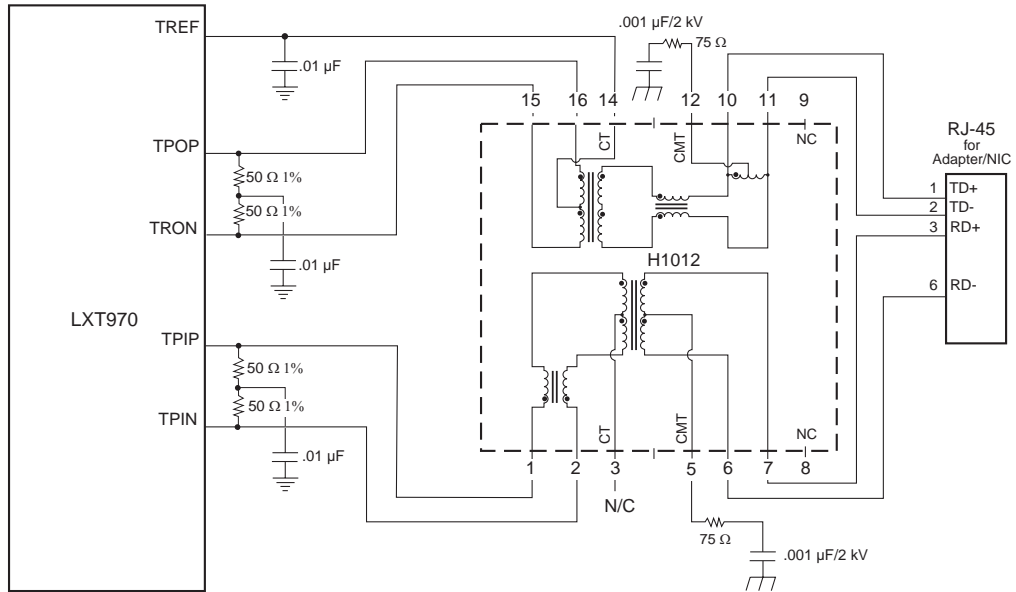 TREF
.01 µF
.001 µF/2 kV
75 Ω
15 16 14 12 10 11 9
CT
CMT
NC
RJ-45
for
Adapter/NIC
TPOP
50 Ω 1%
50 Ω 1%
TRON
.01 µF
1 TD+
2 TD-
3 RD+
6 RD-
H1012
LXT970
TPIP
50 Ω 1%
50 Ω 1%
TPIN
.01 µF
CT
CMT
NC
1 2 3 5 6 7 8
N/C
75 Ω
.001 µF/2 kV